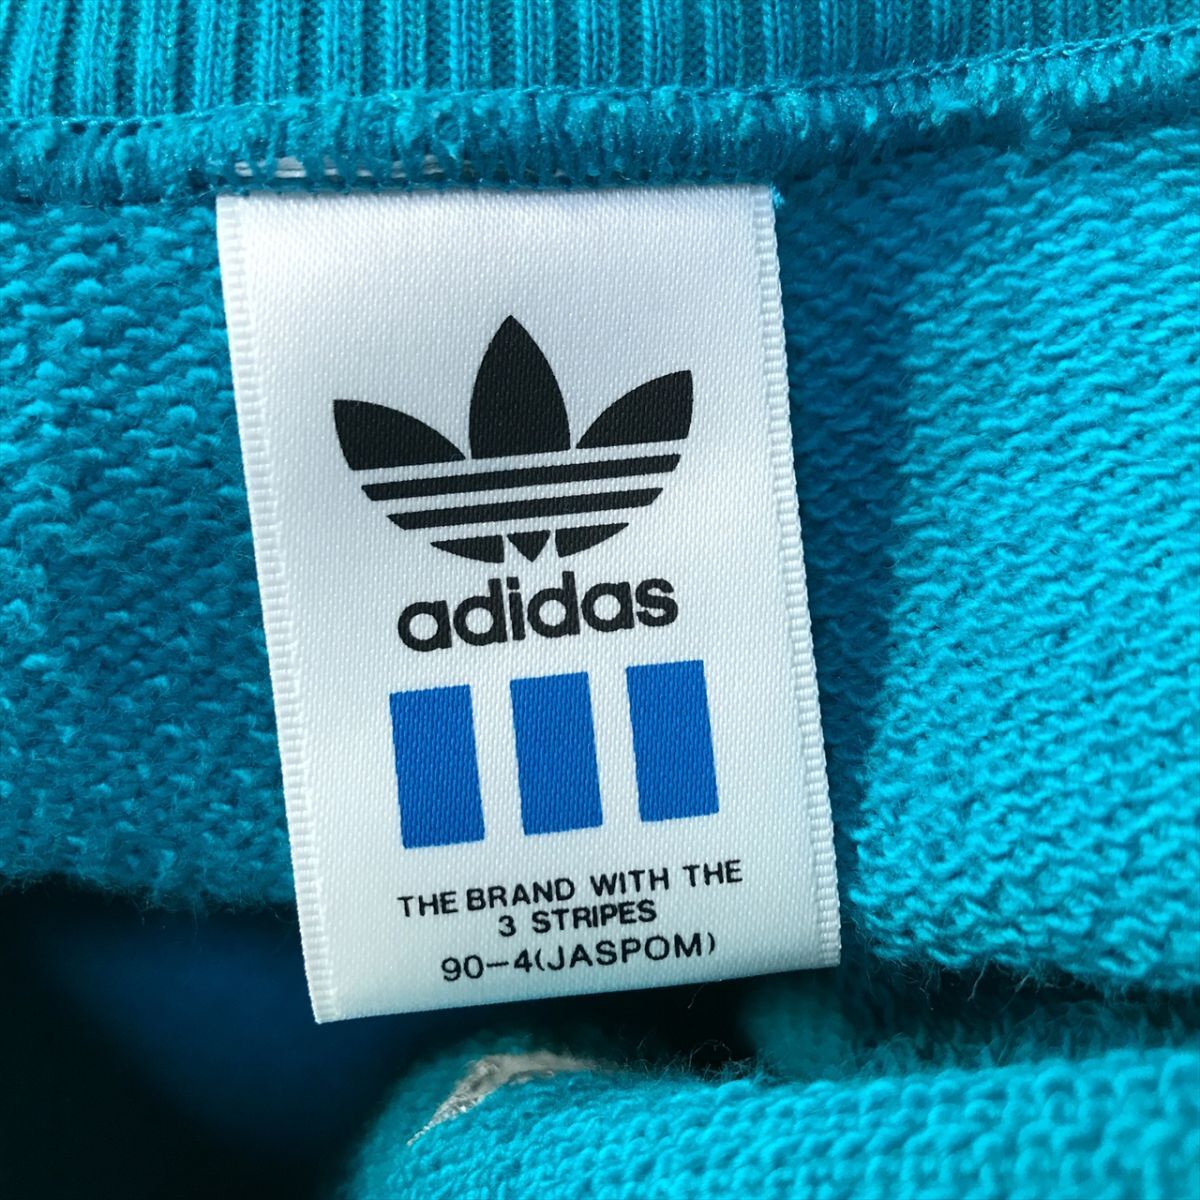 adidas
THE BRAND WITH THE
3 STRIPES
90-4(JASPOM)